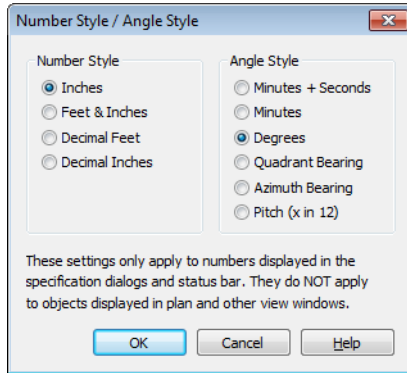 Number Style / Angle Style
Number Style
Inches
Feet & Inches
Decimal Feet
Decimal Inches
Angle Style
Minutes + Seconds
Minutes
Degrees
Quadrant Bearing
Azimuth Bearing
Pitch (x in 12)
These settings only apply to numbers displayed in the
specification dialogs and status bar. They do NOT apply
to objects displayed in plan and other view windows.
OK
Cancel
Help